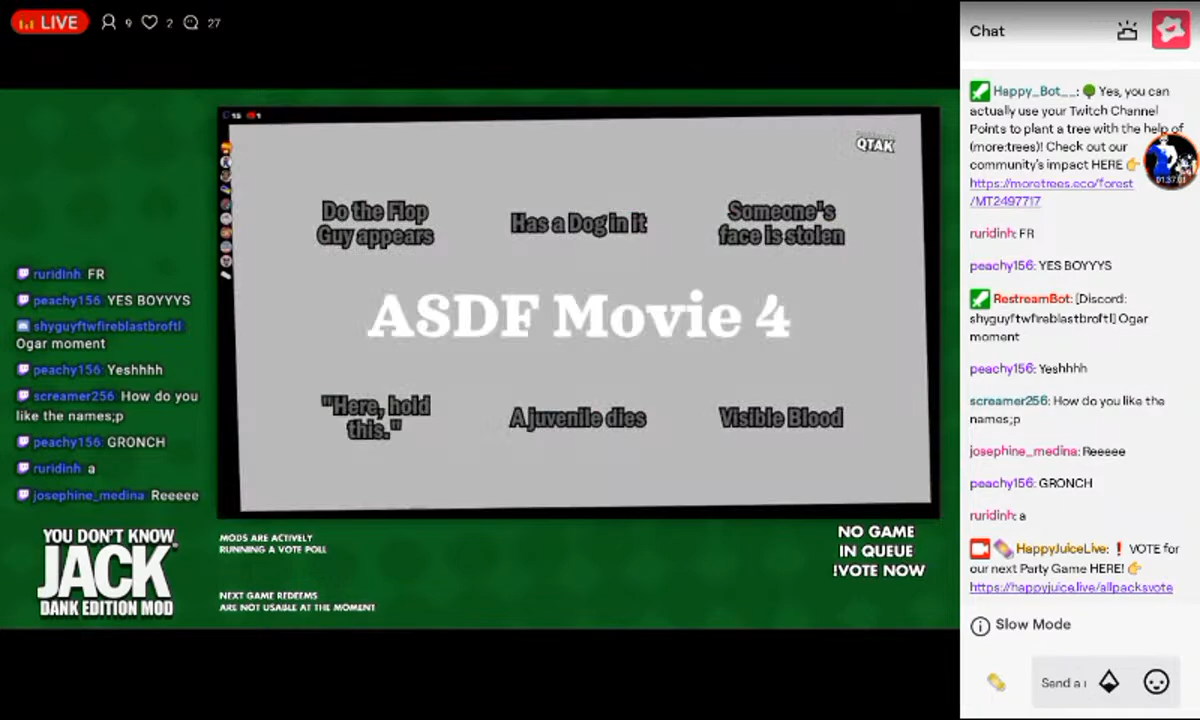 LIVE 9 2 27
15 1
QTAK
Do the Flop
Guy appears
Has a Dog in it
Someone's
face is stolen
ASDF Movie 4
"Here, hold
this."
A juvenile dies
Visible Blood
ruridinh FR
peachy156: YES BOYYYS
shyguyftwfireblastbroftl
Ogar moment
peachy156: Yeshhhh
screamer256 How do you
like the names;p
peachy156: GRONCH
ruridinh a
josephine_medina Reeeee
YOU DON'T KNOW
JACK
DANK EDITION MOD
MODS ARE ACTIVELY
RUNNING A VOTE POLL
NEXT GAME REDEEMS
ARE NOT USABLE AT THE MOMENT
NO GAME
IN QUEUE
!VOTE NOW
Chat
Happy_Bot__: Yes, you can
actually use your Twitch Channel
Points to plant a tree with the help of
(more:trees)! Check out our
community's impact HERE
https://moretrees.eco/forest
/MT2497717
01:37:01
ruridinh: FR
peachy156: YES BOYYYS
RestreamBot: [Discord:
shyguyftwfireblastbroftl] Ogar
moment
peachy156: Yeshhhh
screamer256: How do you like the
names;p
josephine_medina: Reeeee
peachy156: GRONCH
ruridinh: a
HappyJuiceLive: ! VOTE for
our next Party Game HERE!
https://happyjuice.live/allpacksvote
Slow Mode
Send a